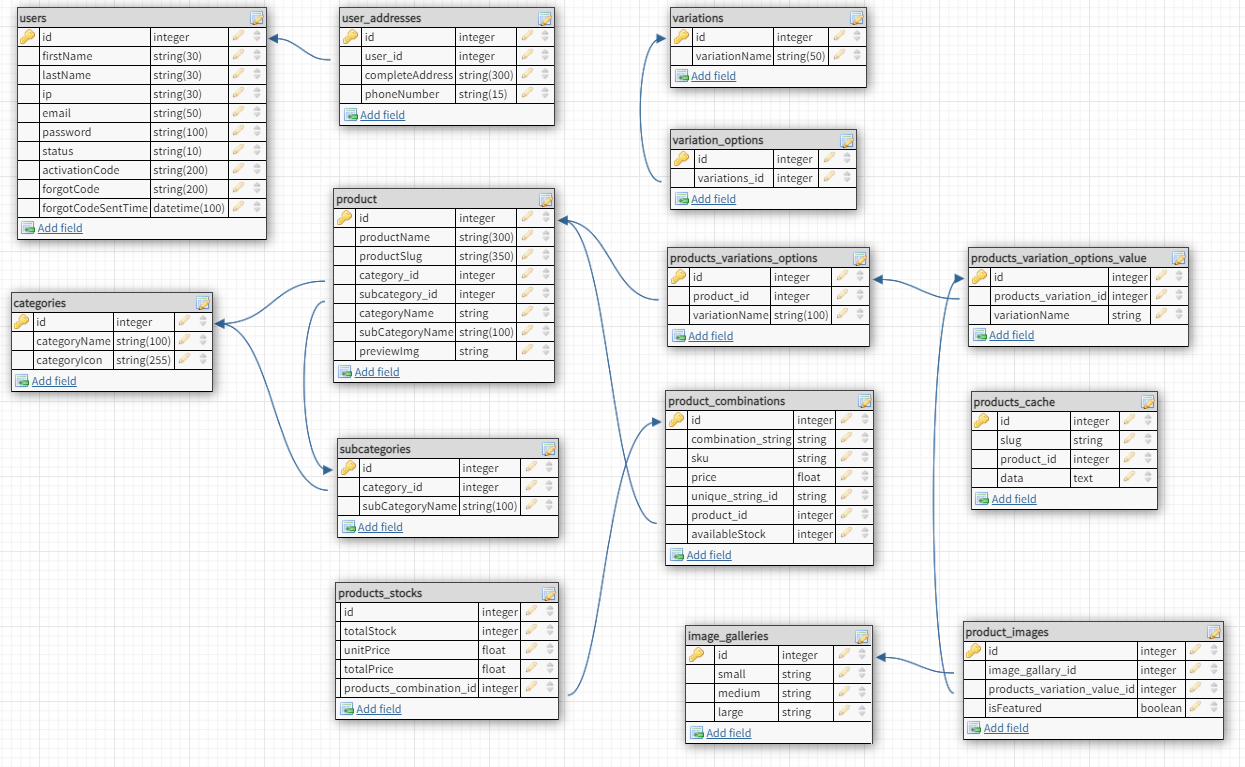 users
id integer
firstName string(30)
lastName string(30)
ip string(30)
email string(50)
password string(100)
status string(10)
activationCode string(200)
forgotCode string(200)
forgotCodeSentTime datetime(100)
Add field
user_addresses
id integer
user_id integer
completeAddress string(300)
phoneNumber string(15)
Add field
variations
id integer
variationName string(50)
Add field
variation_options
id integer
variations_id integer
Add field
product
id integer
productName string(300)
productSlug string(350)
category_id integer
subcategory_id integer
categoryName string
subCategoryName string(100)
previewImg string
Add field
products_variations_options
id integer
product_id integer
variationName string(100)
Add field
products_variation_options_value
id integer
products_variation_id integer
variationName string
Add field
categories
id integer
categoryName string(100)
categoryIcon string(255)
Add field
product_combinations
id integer
combination_string string
sku string
price float
unique_string_id string
product_id integer
availableStock integer
Add field
products_cache
id integer
slug string
product_id integer
data text
Add field
subcategories
id integer
category_id integer
subCategoryName string(100)
Add field
products_stocks
id integer
totalStock integer
unitPrice float
totalPrice float
products_combination_id integer
Add field
image_galleries
id integer
small string
medium string
large string
Add field
product_images
id integer
image_gallary_id integer
products_variation_value_id integer
isFeatured boolean
Add field